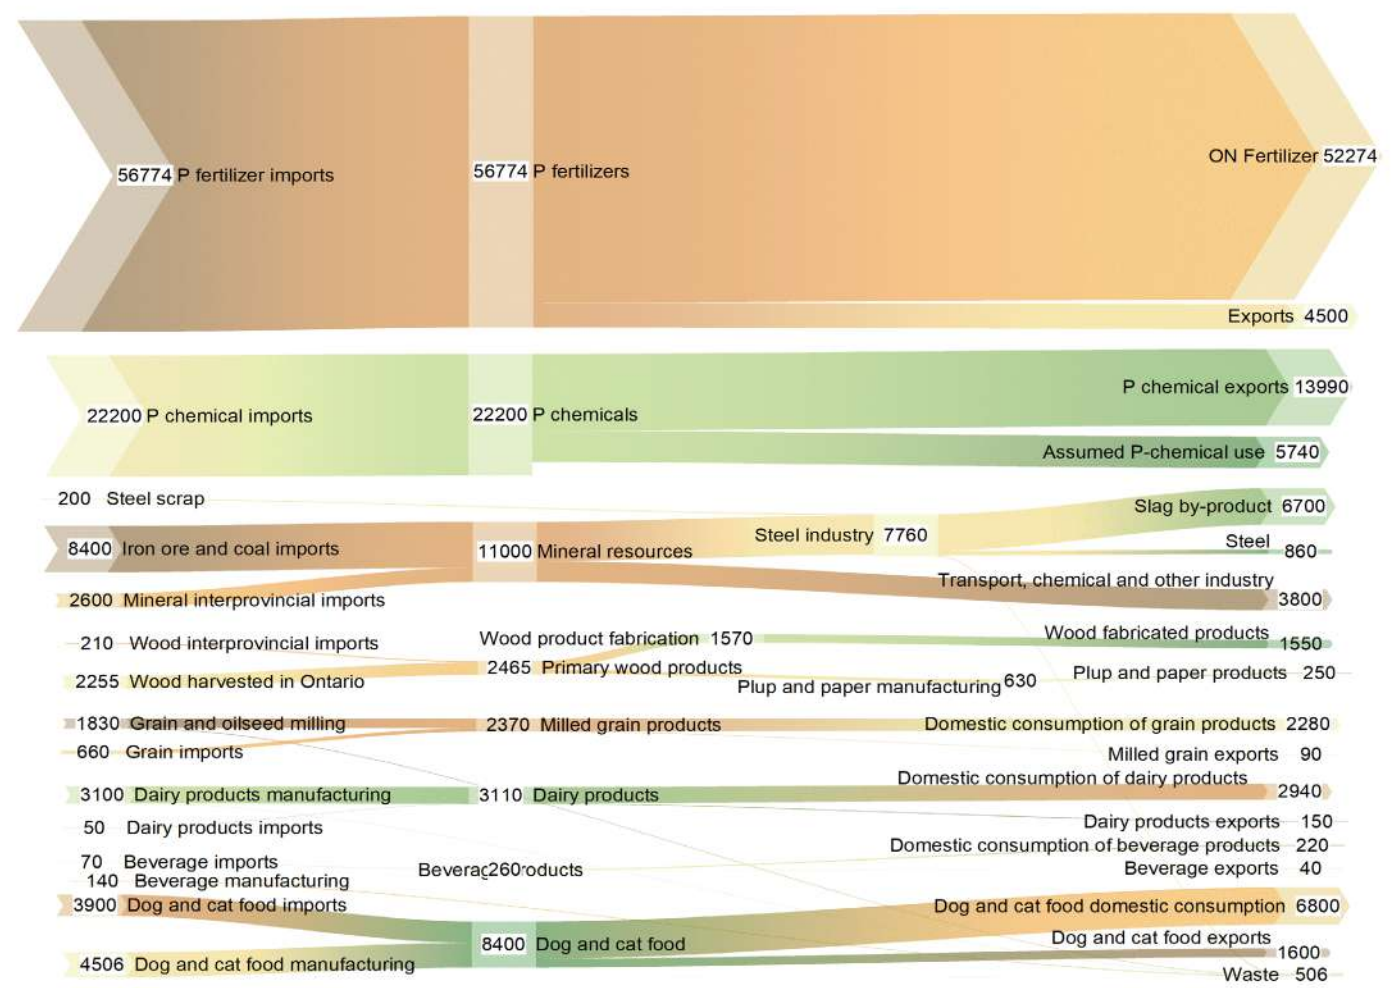 56774 P fertilizer imports
56774 P fertilizers
ON Fertilizer 52274
Exports 4500
22200 P chemical imports
22200 P chemicals
P chemical exports 13990
Assumed P-chemical use 5740
200 Steel scrap
Slag by-product 6700
8400 Iron ore and coal imports
11000 Mineral resources
Steel industry 7760
Steel 860
Transport, chemical and other industry 3800
2600 Mineral interprovincial imports
210 Wood interprovincial imports
Wood product fabrication 1570
Wood fabricated products 1550
2255 Wood harvested in Ontario
2465 Primary wood products
Plup and paper manufacturing 630
Plup and paper products 250
1830 Grain and oilseed milling
2370 Milled grain products
Domestic consumption of grain products 2280
660 Grain imports
Milled grain exports 90
Domestic consumption of dairy products 2940
3100 Dairy products manufacturing
3110 Dairy products
50 Dairy products imports
Dairy products exports 150
Domestic consumption of beverage products 220
70 Beverage imports
260
Beverage exports 40
140 Beverage manufacturing
3900 Dog and cat food imports
Dog and cat food domestic consumption 6800
8400 Dog and cat food
Dog and cat food exports 1600
4506 Dog and cat food manufacturing
Waste 506